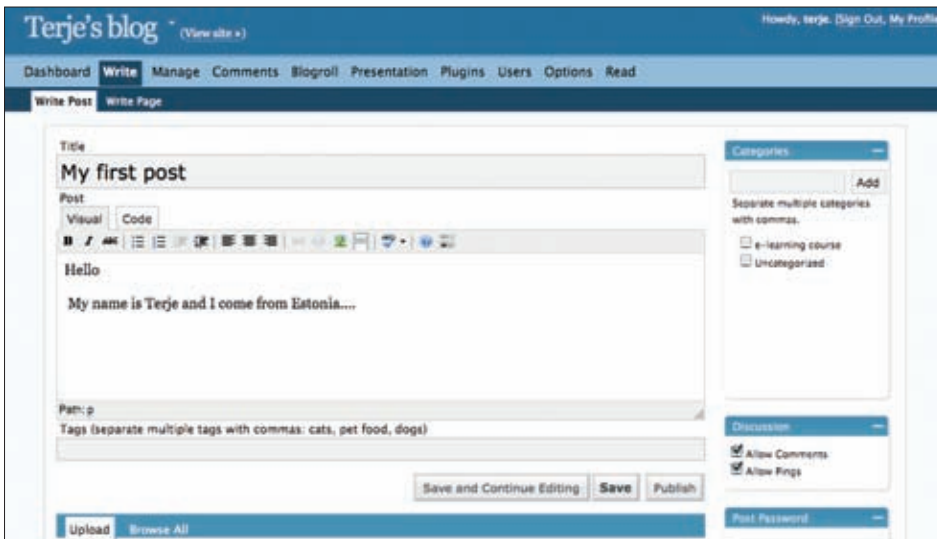 Terje's blog (View site »)
Howdy, terje. [Sign Out, My Profile
Dashboard Write Manage Comments Blogroll Presentation Plugins Users Options Read
Write Post Write Page
Title
My first post
Post
Visual Code
B I ABC
Hello
My name is Terje and I come from Estonia....
Path: p
Tags (separate multiple tags with commas: cats, pet food, dogs)
Save and Continue Editing Save Publish
Upload Browse All
Categories
Add
Separate multiple categories
with commas.
e-learning course
Uncategorized
Discussion
Allow Comments
Allow Pings
Post Password